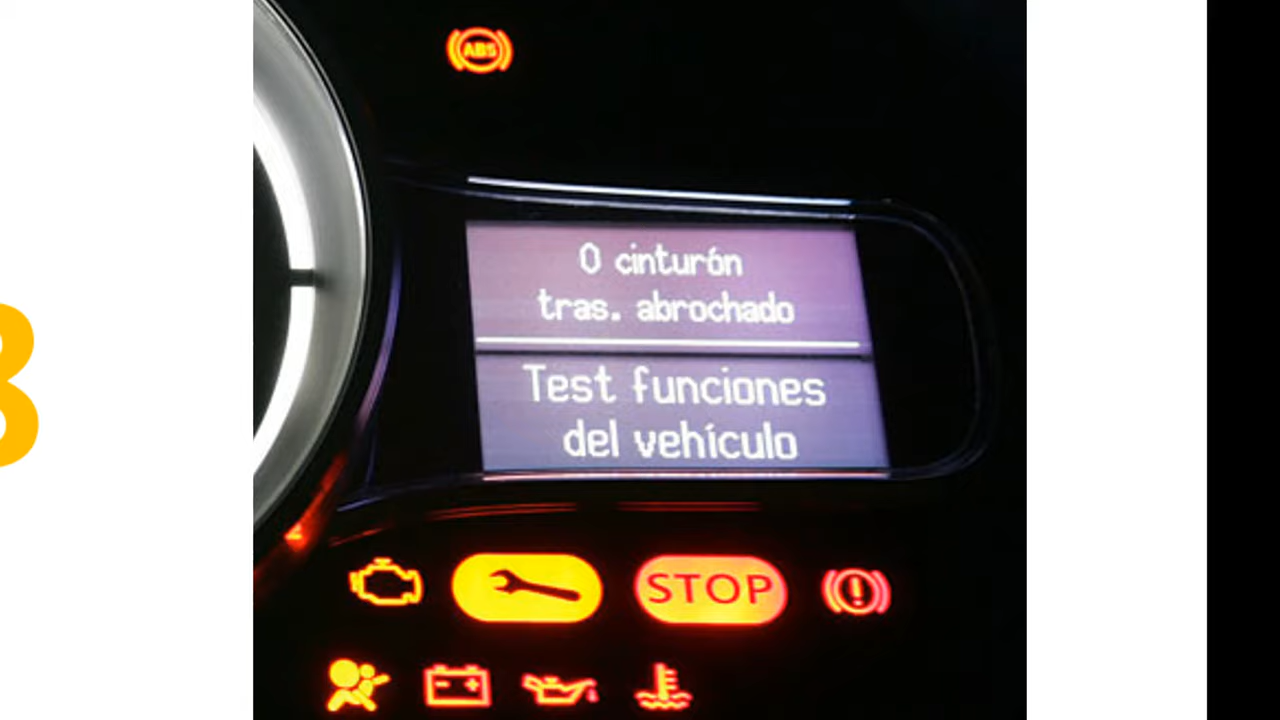 ABS
0 cinturón
tras. abrochado
Test funciones
del vehículo
STOP